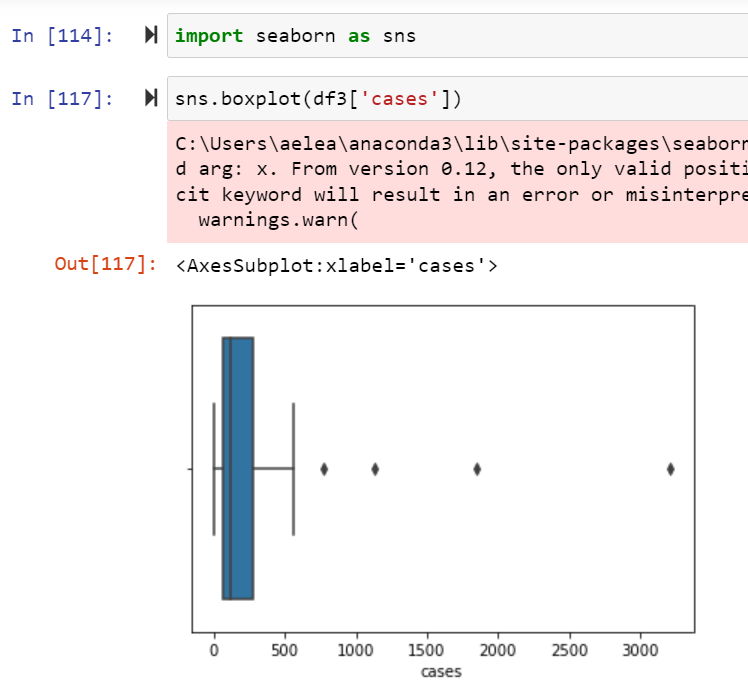 In [114]: import seaborn as sns
In [117]: sns.boxplot(df3['cases'])
C:\Users\aelea\anaconda3\lib\site-packages\seaborn
d arg: x. From version 0.12, the only valid positi
cit keyword will result in an error or misinterpre
warnings.warn(
Out[117]: <AxesSubplot:xlabel='cases'>
0 500 1000 1500 2000 2500 3000
cases